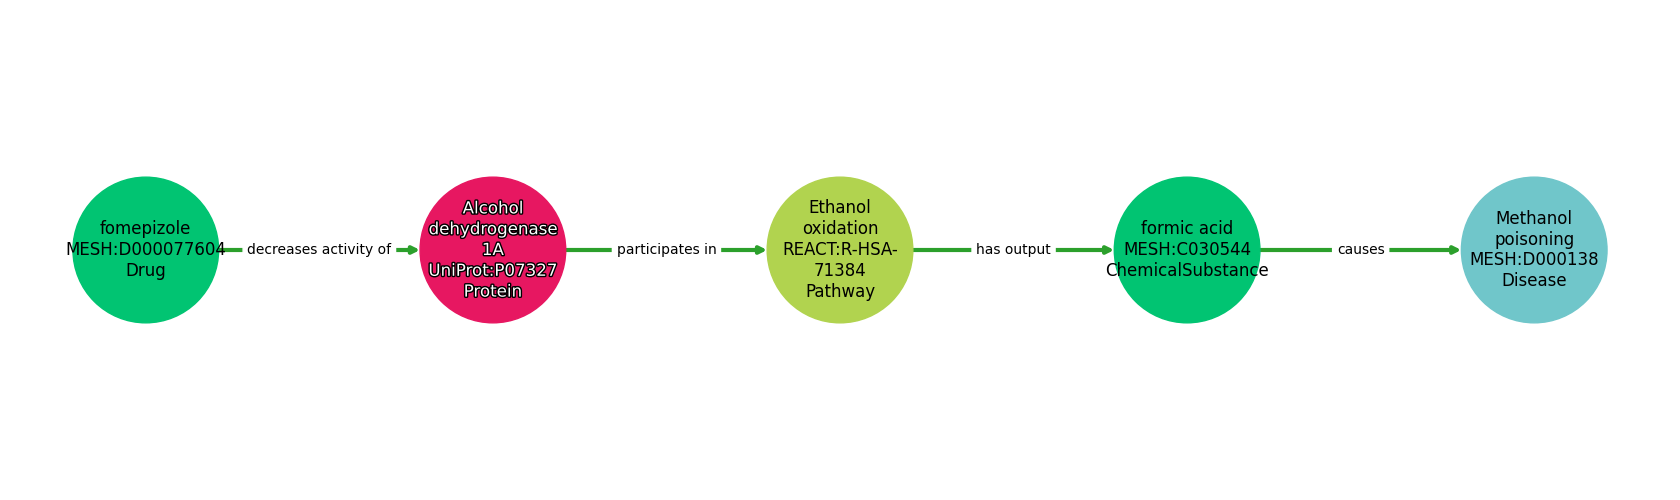 fomepizole
MESH:D000077604
Drug
decreases activity of
Alcohol
dehydrogenase
1A
UniProt:P07327
Protein
participates in
Ethanol
oxidation
REACT:R-HSA-
71384
Pathway
has output
formic acid
MESH:C030544
ChemicalSubstance
causes
Methanol
poisoning
MESH:D000138
Disease